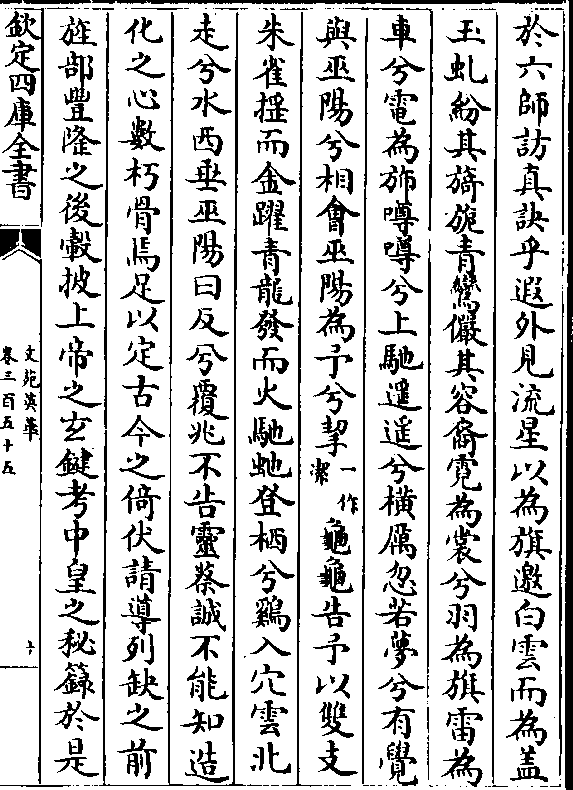 於六師訪真訣乎遐外見流星以為旗邀白雲而為盖
玉虬紛其旖旎青鸞儼其容裔霓為裳兮羽為旗雷為
車兮電為斾噂噂兮上馳遥遥兮横厲忽若夢兮有覺
與巫陽兮相會巫陽為予兮挈一作潔龜龜告予以雙支
朱雀揺而金躍青龍發而火馳虵登栖兮鷄入穴雲北
走兮水西垂巫陽曰反兮覆兆不告靈蔡誠不能知造
化之心數朽骨焉足以定古今之倚伏請導列缺之前
旌部豐隆之後轂披上帝之玄鍵考中皇之秘籙於是
欽定四庫全書
文苑英華
卷三百五十五